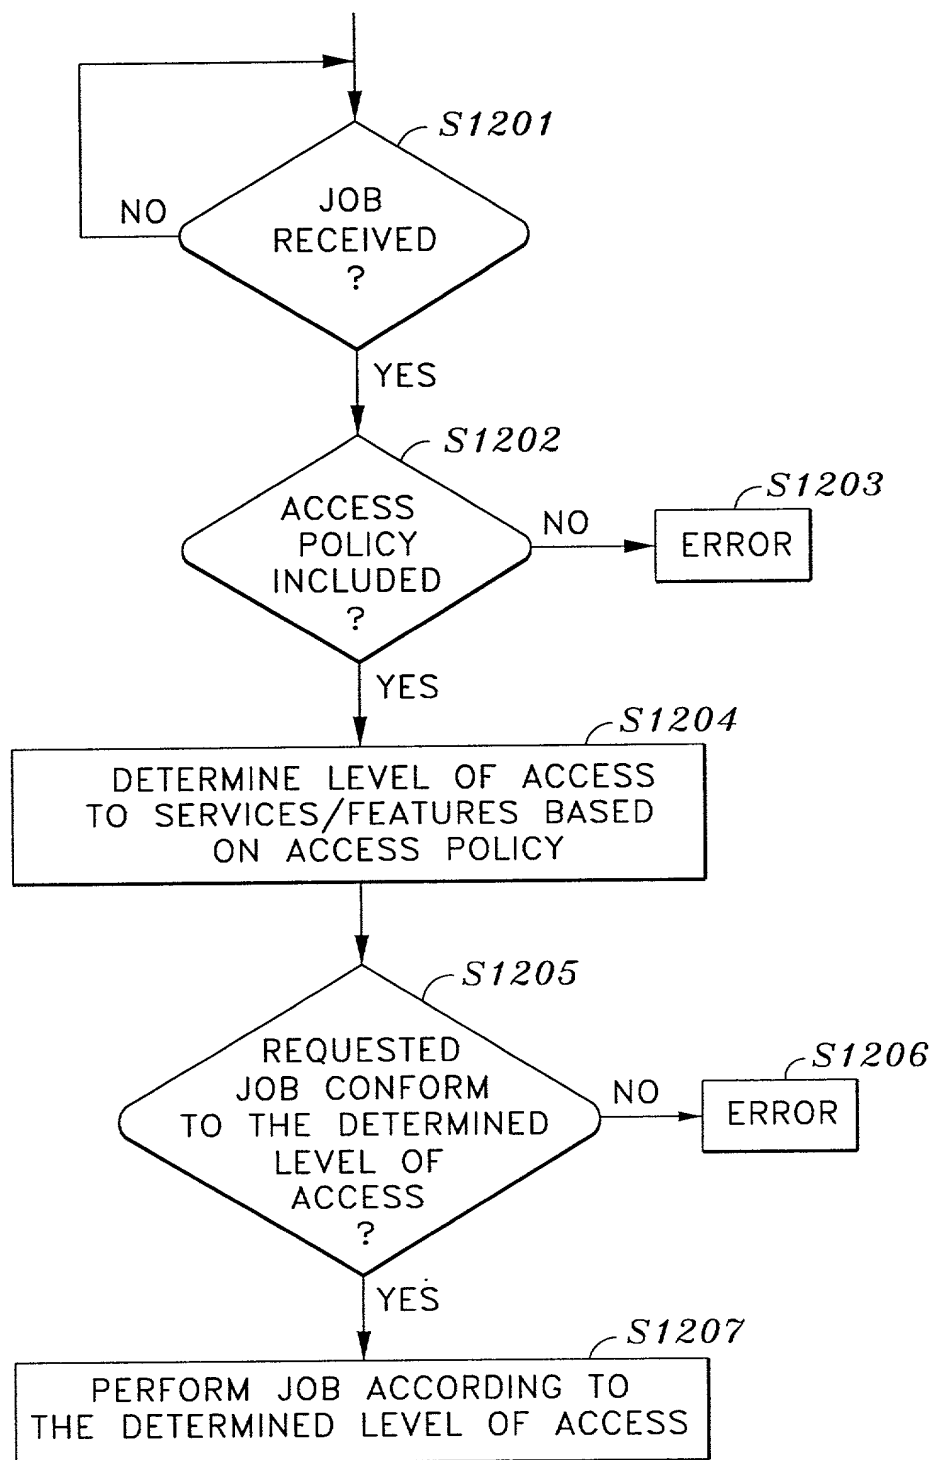 S1201
JOB
RECEIVED
?
NO
YES
S1202
ACCESS
POLICY
INCLUDED
?
NO
S1203
ERROR
YES
S1204
DETERMINE LEVEL OF ACCESS
TO SERVICES/FEATURES BASED
ON ACCESS POLICY
S1205
REQUESTED
JOB CONFORM
TO THE DETERMINED
LEVEL OF
ACCESS
?
NO
S1206
ERROR
YES
S1207
PERFORM JOB ACCORDING TO
THE DETERMINED LEVEL OF ACCESS